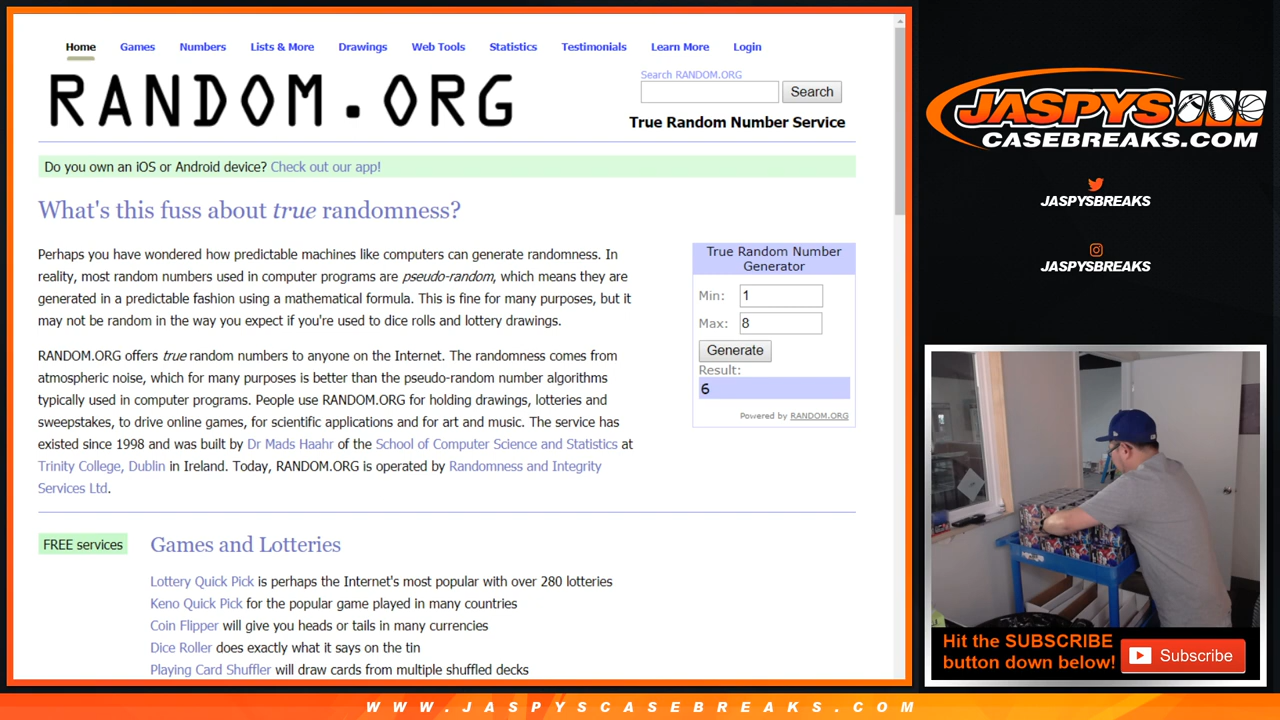 Home Games Numbers Lists & More Drawings Web Tools Statistics Testimonials Learn More Login
RANDOM.ORG
Search RANDOM.ORG
Search
True Random Number Service
Do you own an iOS or Android device? Check out our app!
What's this fuss about true randomness?
Perhaps you have wondered how predictable machines like computers can generate randomness. In
reality, most random numbers used in computer programs are pseudo-random, which means they are
generated in a predictable fashion using a mathematical formula. This is fine for many purposes, but it
may not be random in the way you expect if you're used to dice rolls and lottery drawings.
RANDOM.ORG offers true random numbers to anyone on the Internet. The randomness comes from
atmospheric noise, which for many purposes is better than the pseudo-random number algorithms
typically used in computer programs. People use RANDOM.ORG for holding drawings, lotteries and
sweepstakes, to drive online games, for scientific applications and for art and music. The service has
existed since 1998 and was built by Dr Mads Haahr of the School of Computer Science and Statistics at
Trinity College, Dublin in Ireland. Today, RANDOM.ORG is operated by Randomness and Integrity
Services Ltd.
True Random Number
Generator
Min: 1
Max: 8
Generate
Result:
6
Powered by RANDOM.ORG
FREE services
Games and Lotteries
Lottery Quick Pick is perhaps the Internet's most popular with over 280 lotteries
Keno Quick Pick for the popular game played in many countries
Coin Flipper will give you heads or tails in many currencies
Dice Roller does exactly what it says on the tin
Playing Card Shuffler will draw cards from multiple shuffled decks
JASPYS
CASEBREAKS.COM
JASPYSBREAKS
JASPYSBREAKS
Hit the SUBSCRIBE
button down below!
Subscribe
WWW.JASPYSCASEBREAKS.COM